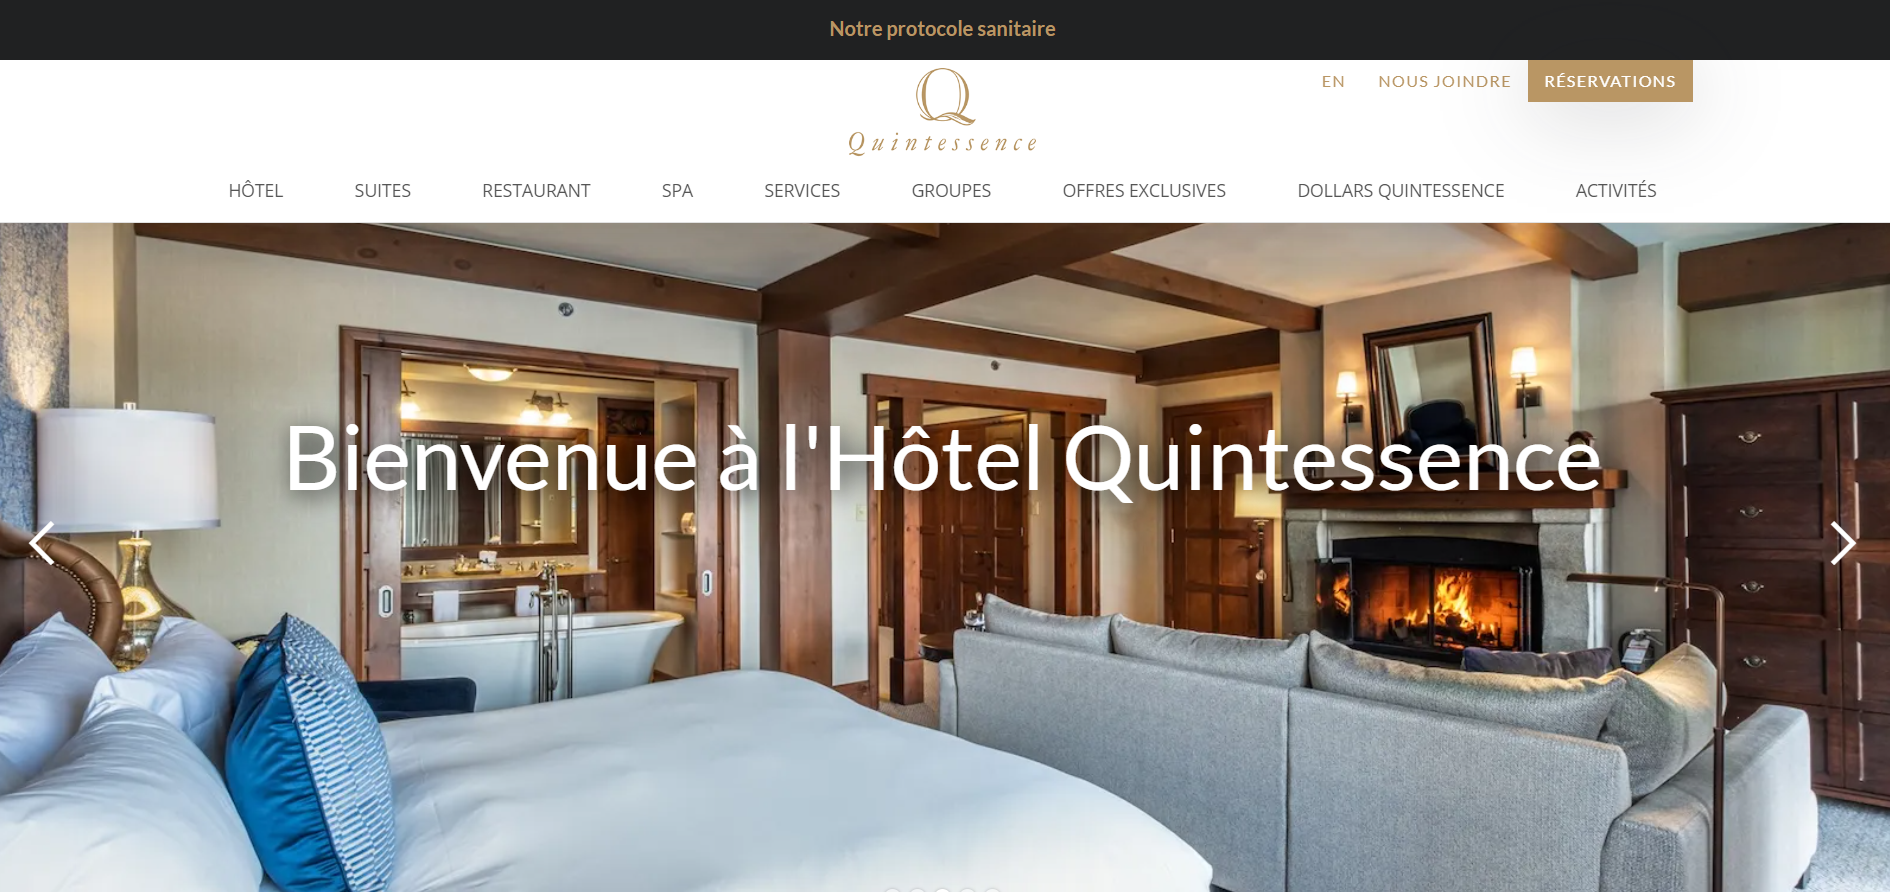 Notre protocole sanitaire
EN NOUS JOINDRE RÉSERVATIONS
Q
Quintessence
HÔTEL SUITES RESTAURANT SPA SERVICES GROUPES OFFRES EXCLUSIVES DOLLARS QUINTESSENCE ACTIVITÉS
Bienvenue à l'Hôtel Quintessence